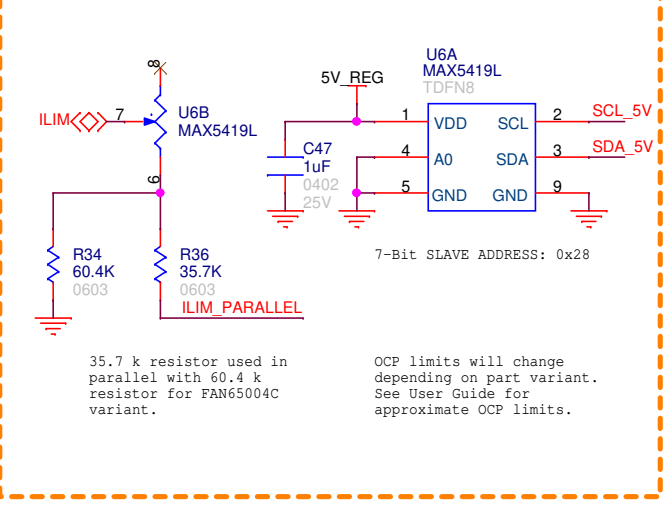 8
ILIM
7
U6B
MAX5419L
6
R34
60.4K
0603
R36
35.7K
0603
ILIM_PARALLEL
5V_REG
C47
1uF
0402
25V
U6A
MAX5419L
TDFN8
1
VDD
SCL
2
SCL_5V
4
A0
SDA
3
SDA_5V
5
GND
GND
9
7-Bit SLAVE ADDRESS: 0x28
35.7 k resistor used in
parallel with 60.4 k
resistor for FAN65004C
variant.
OCP limits will change
depending on part variant.
See User Guide for
approximate OCP limits.